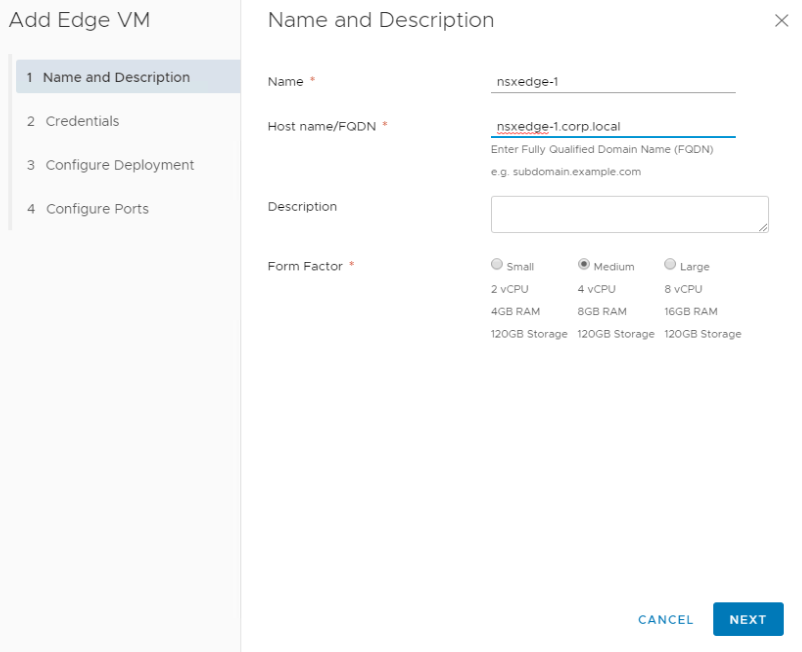 Add Edge VM
1 Name and Description
2 Credentials
3 Configure Deployment
4 Configure Ports
Name and Description
Name * nsxedge-1
Host name/FQDN * nsxedge-1.corp.local
Enter Fully Qualified Domain Name (FQDN)
e.g. subdomain.example.com
Description
Form Factor * Small Medium Large
2 vCPU 4 vCPU 8 vCPU
4GB RAM 8GB RAM 16GB RAM
120GB Storage 120GB Storage 120GB Storage
CANCEL NEXT